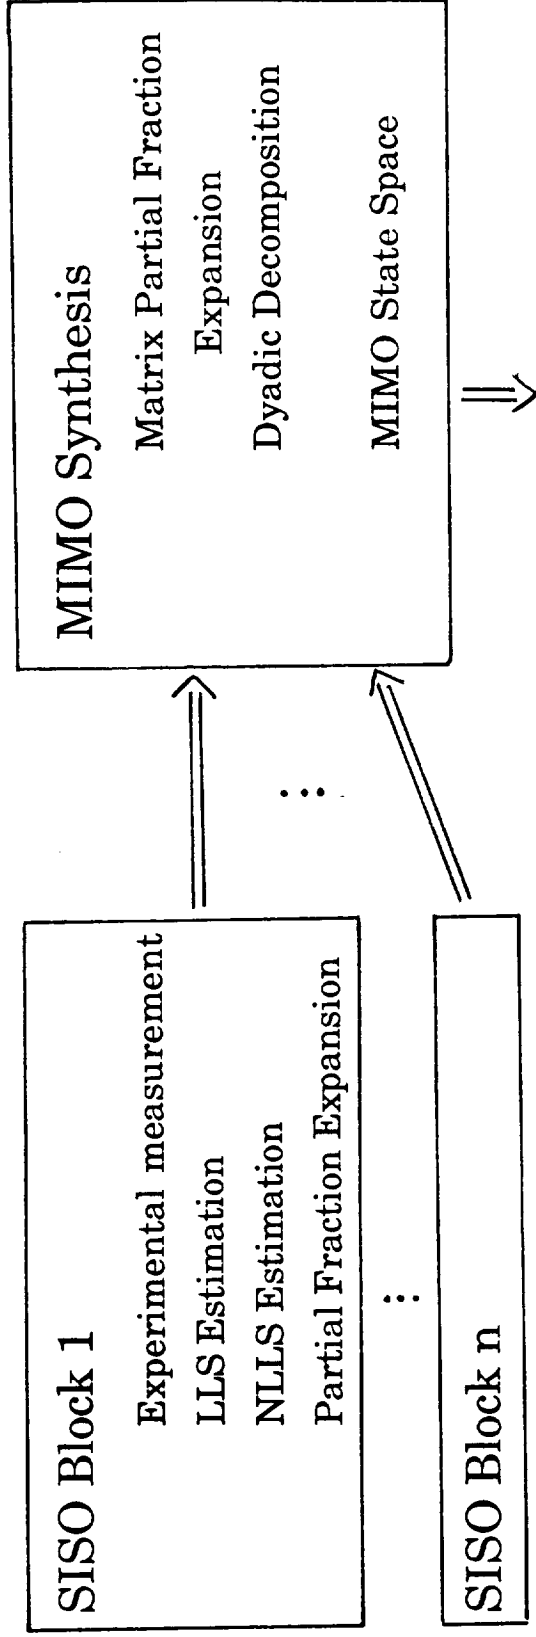 SISO Block 1
Experimental measurement
LLS Estimation
NLLS Estimation
Partial Fraction Expansion
SISO Block n
MIMO Synthesis
Matrix Partial Fraction
Expansion
Dyadic Decomposition
MIMO State Space